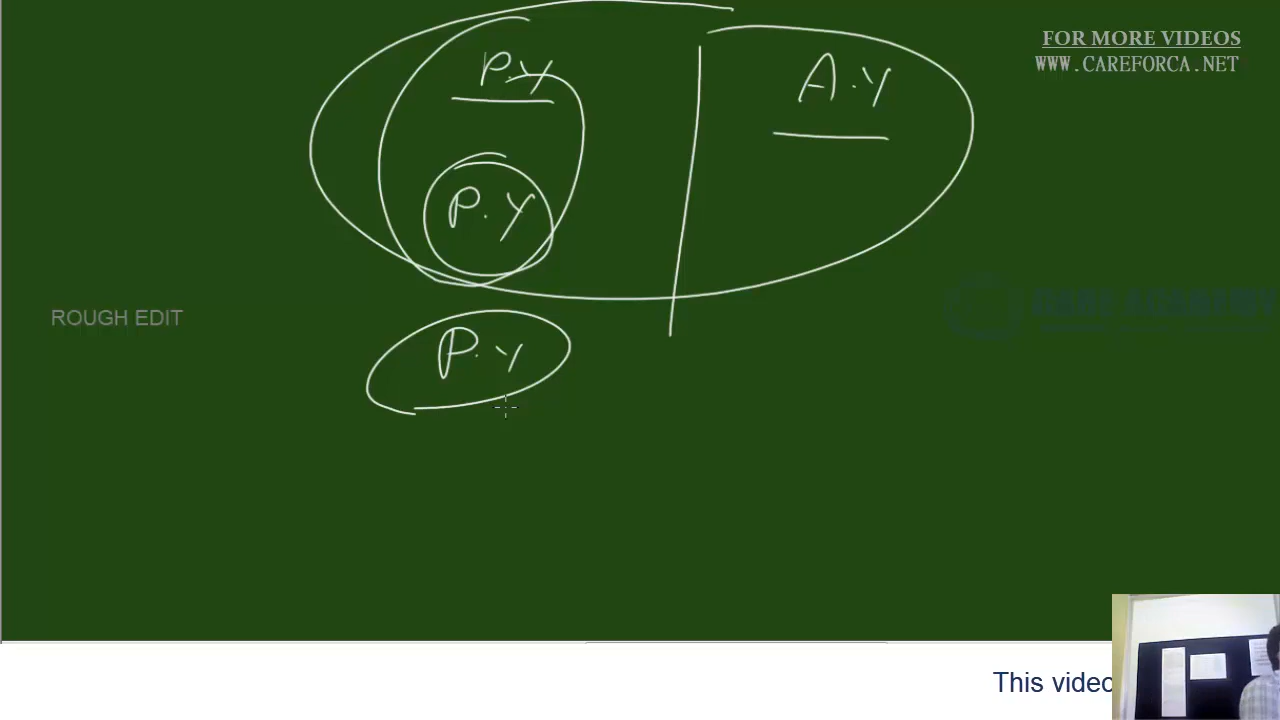 FOR MORE VIDEOS
WWW.CAREFORCA.NET
P.Y
A.Y
P.Y
ROUGH EDIT
P.Y
This video